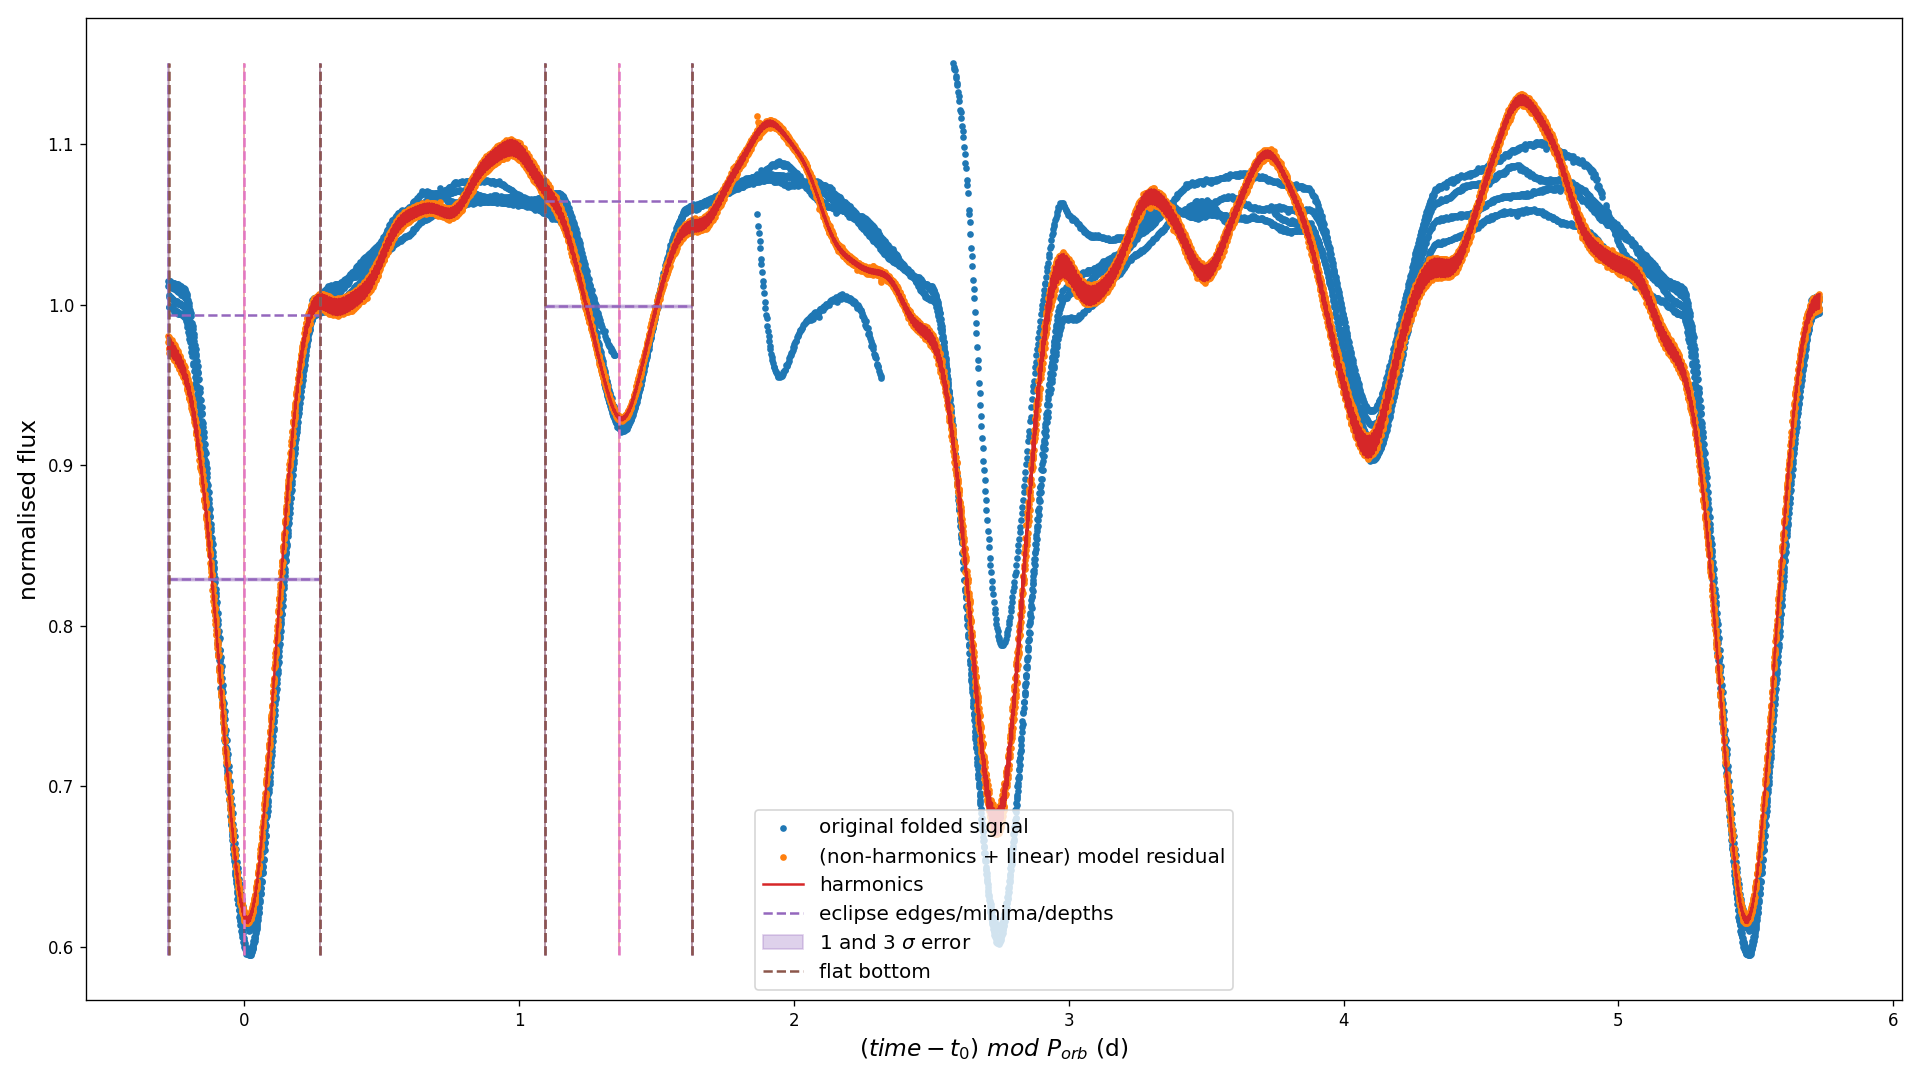 normalised flux
1.1
1.0
0.9
0.8
0.7
0.6
original folded signal
(non-harmonics + linear) model residual
harmonics
eclipse edges/minima/depths
1 and 3 σ error
flat bottom
0 1 2 3 4 5 6
(time − t₀) mod Pₒᵣb (d)